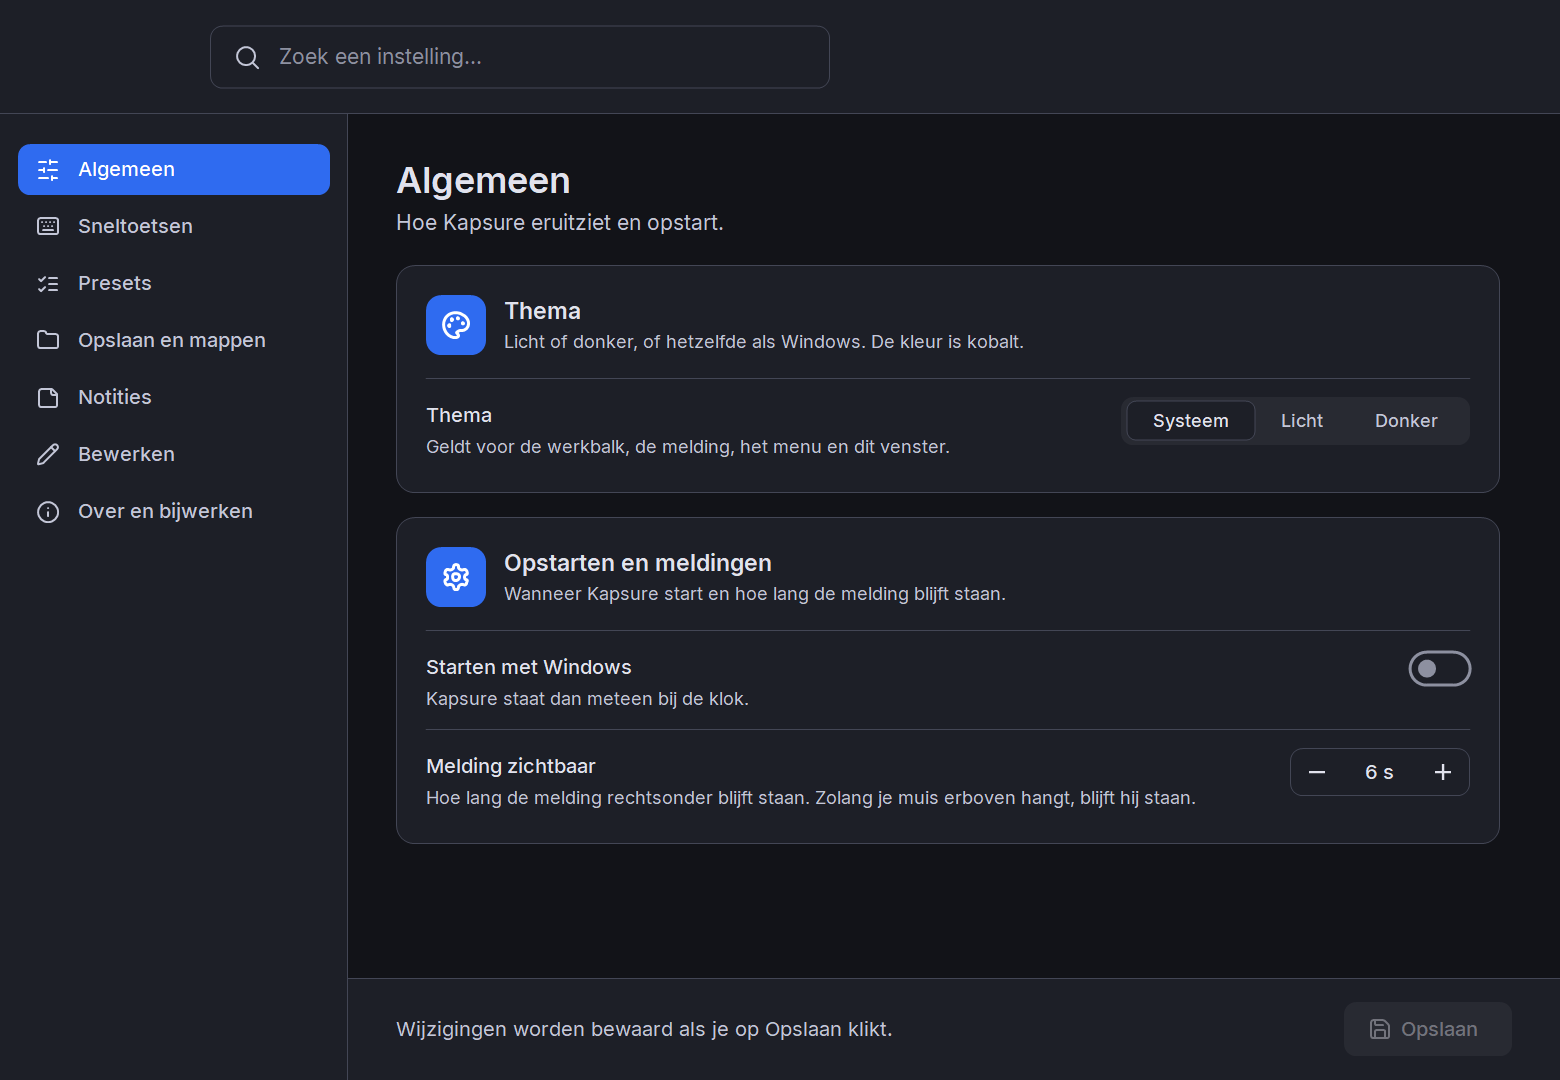 Zoek een instelling...
Algemeen
Sneltoetsen
Presets
Opslaan en mappen
Notities
Bewerken
Over en bijwerken
Algemeen
Hoe Kapsure eruitziet en opstart.
Thema
Licht of donker, of hetzelfde als Windows. De kleur is kobalt.
Thema
Geldt voor de werkbalk, de melding, het menu en dit venster.
Systeem Licht Donker
Opstarten en meldingen
Wanneer Kapsure start en hoe lang de melding blijft staan.
Starten met Windows
Kapsure staat dan meteen bij de klok.
Melding zichtbaar
Hoe lang de melding rechtsonder blijft staan. Zolang je muis erboven hangt, blijft hij staan.
− 6 s +
Wijzigingen worden bewaard als je op Opslaan klikt.
Opslaan